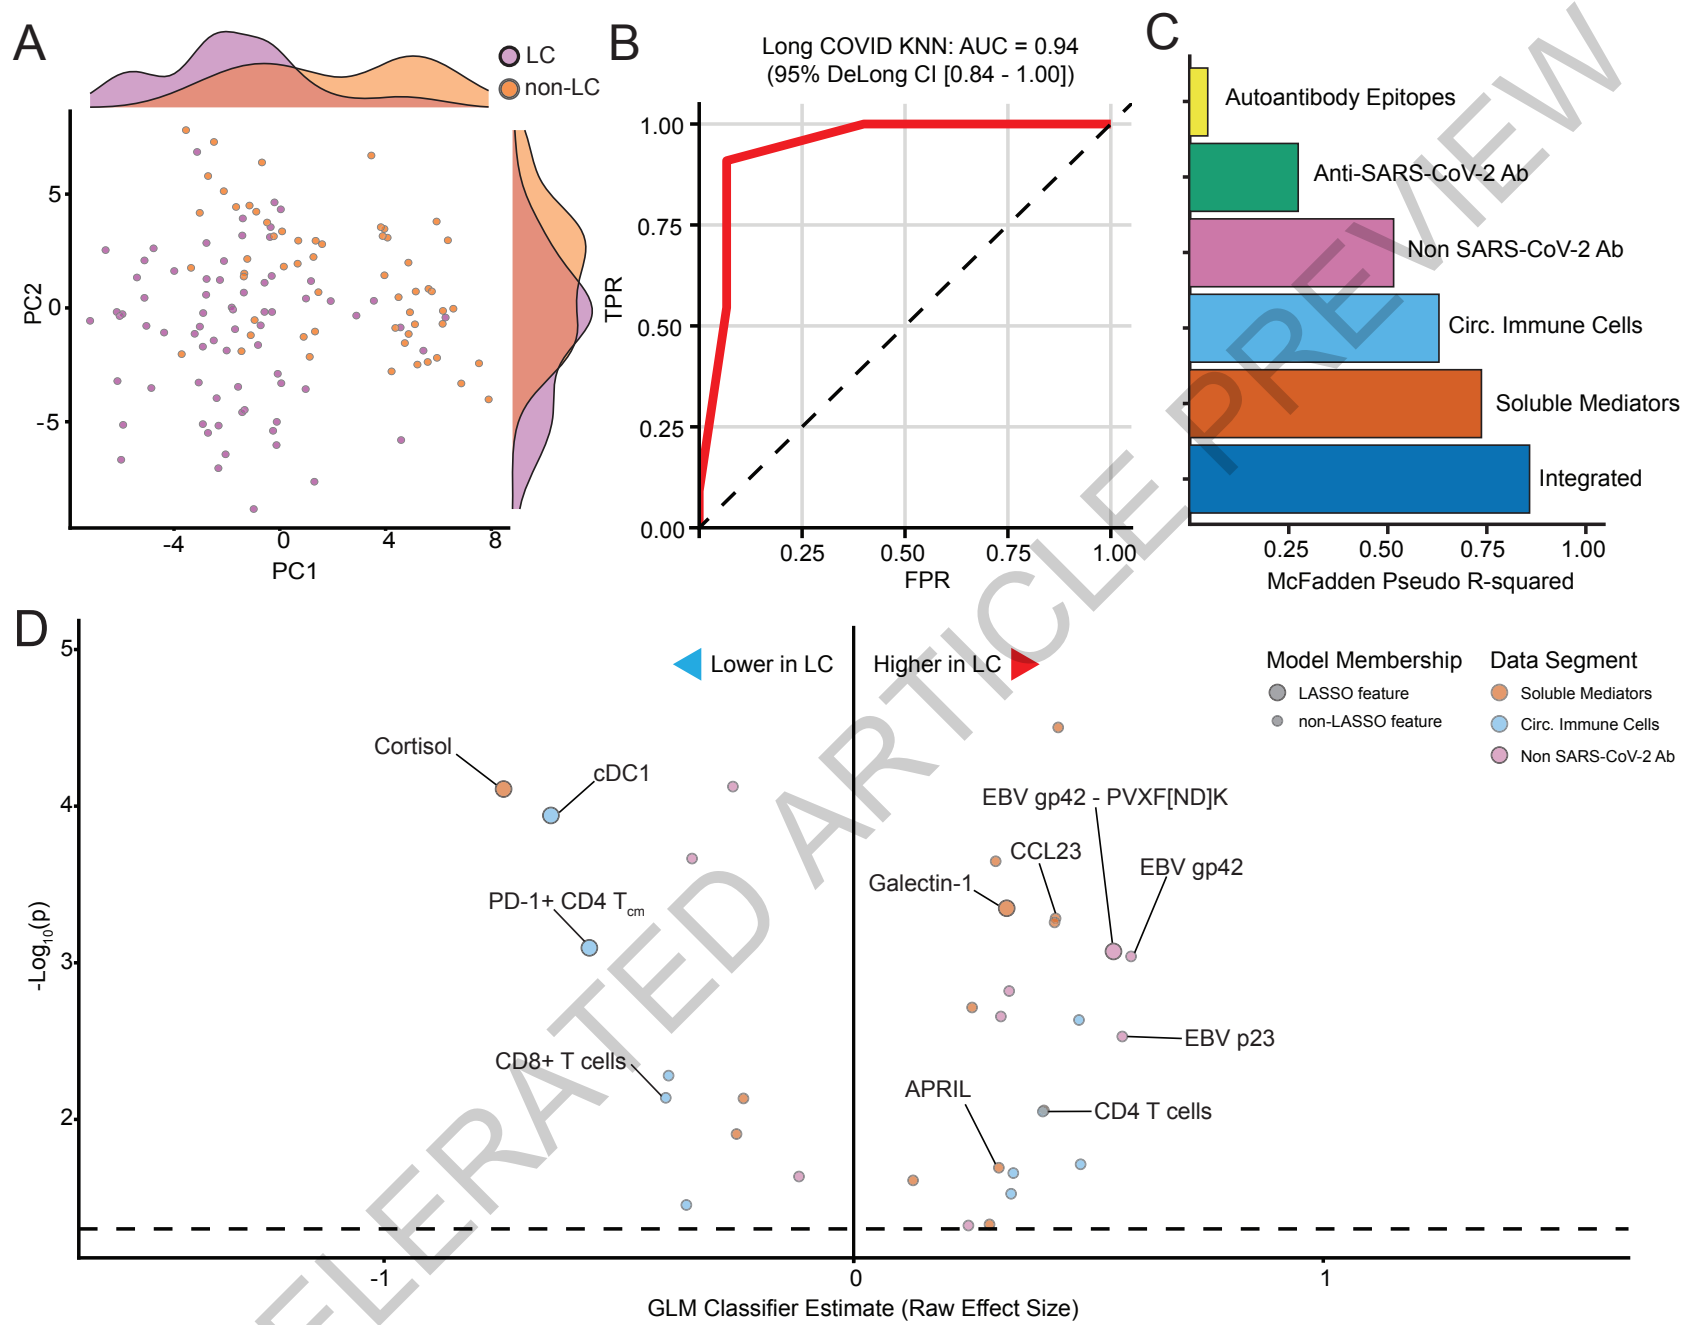 A
LC
non-LC
PC2
5
0
-5
-4
0
4
8
PC1
B
Long COVID KNN: AUC = 0.94
(95% DeLong CI [0.84 - 1.00])
TPR
1.00
0.75
0.50
0.25
0.00
0.25
0.50
0.75
1.00
FPR
C
Autoantibody Epitopes
Anti-SARS-CoV-2 Ab
Non SARS-CoV-2 Ab
Circ. Immune Cells
Soluble Mediators
Integrated
0.25
0.50
0.75
1.00
McFadden Pseudo R-squared
D
-Log10(p)
5
4
3
2
Lower in LC
Higher in LC
Model Membership
LASSO feature
non-LASSO feature
Data Segment
Soluble Mediators
Circ. Immune Cells
Non SARS-CoV-2 Ab
Cortisol
cDC1
PD-1+ CD4 Tcm
CD8+ T cells
EBV gp42 - PVXF[ND]K
CCL23
EBV gp42
Galectin-1
EBV p23
APRIL
CD4 T cells
-1
0
1
GLM Classifier Estimate (Raw Effect Size)
ELERATED ARTICLE PREVIEW